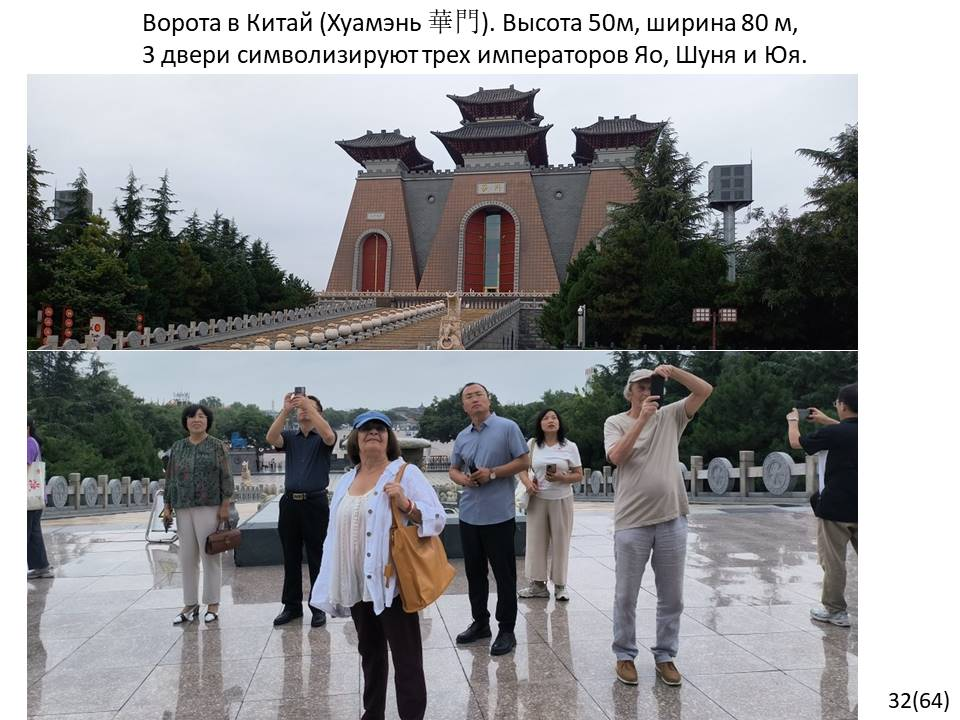 Ворота в Китай (Хуамэнь 華門). Высота 50м, ширина 80 м,
3 двери символизируют трех императоров Яо, Шуня и Юя.
32(64)